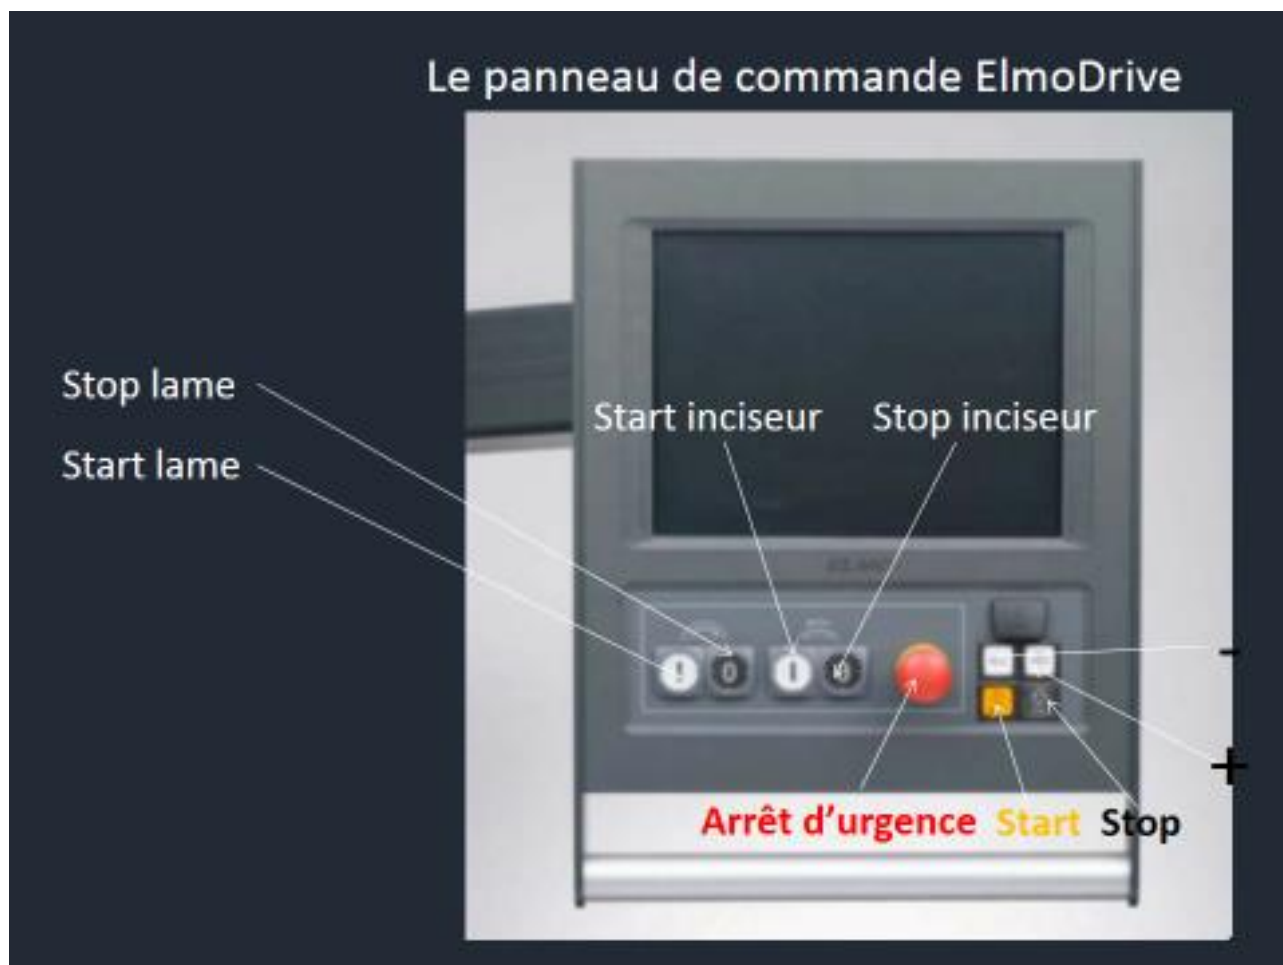 Le panneau de commande ElmoDrive
Stop lame
Start inciseur Stop inciseur
Start lame
-
+
Arrêt d'urgence Start Stop